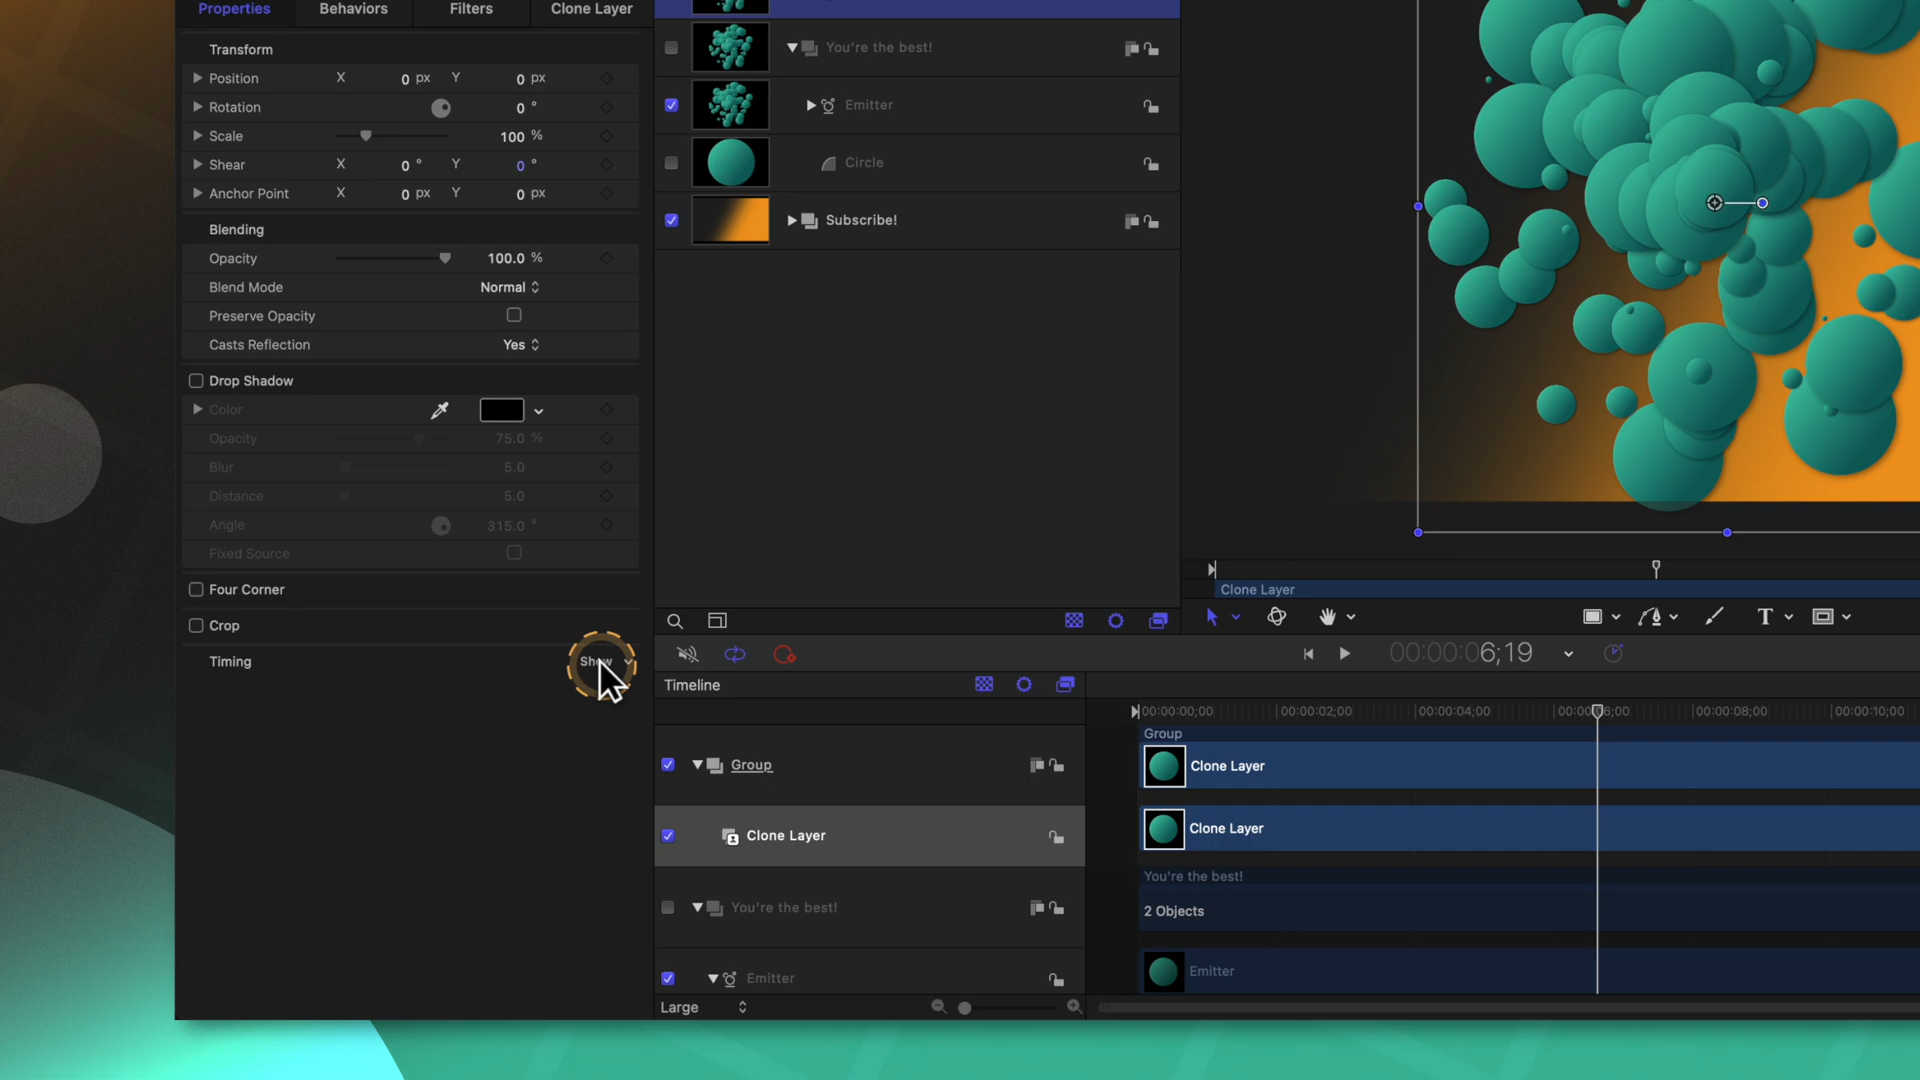 Properties
Behaviors
Filters
Clone Layer
Transform
Position X 0 px Y 0 px
Rotation 0 °
Scale 100 %
Shear X 0 ° Y 0 °
Anchor Point X 0 px Y 0 px
Blending
Opacity 100.0 %
Blend Mode Normal
Preserve Opacity
Casts Reflection Yes
Drop Shadow
Color
Opacity 75.0 %
Blur 5.0
Distance 5.0
Angle 315.0 °
Fixed Source
Four Corner
Crop
Timing Show
You're the best!
Emitter
Circle
Subscribe!
Clone Layer
T
00:00:06;19
Timeline
00:00:00;00 00:00:02;00 00:00:04;00 00:00:06;00 00:00:08;00 00:00:10;00
Group
Group
Clone Layer
Clone Layer
Clone Layer
You're the best!
You're the best!
2 Objects
Emitter
Emitter
Large